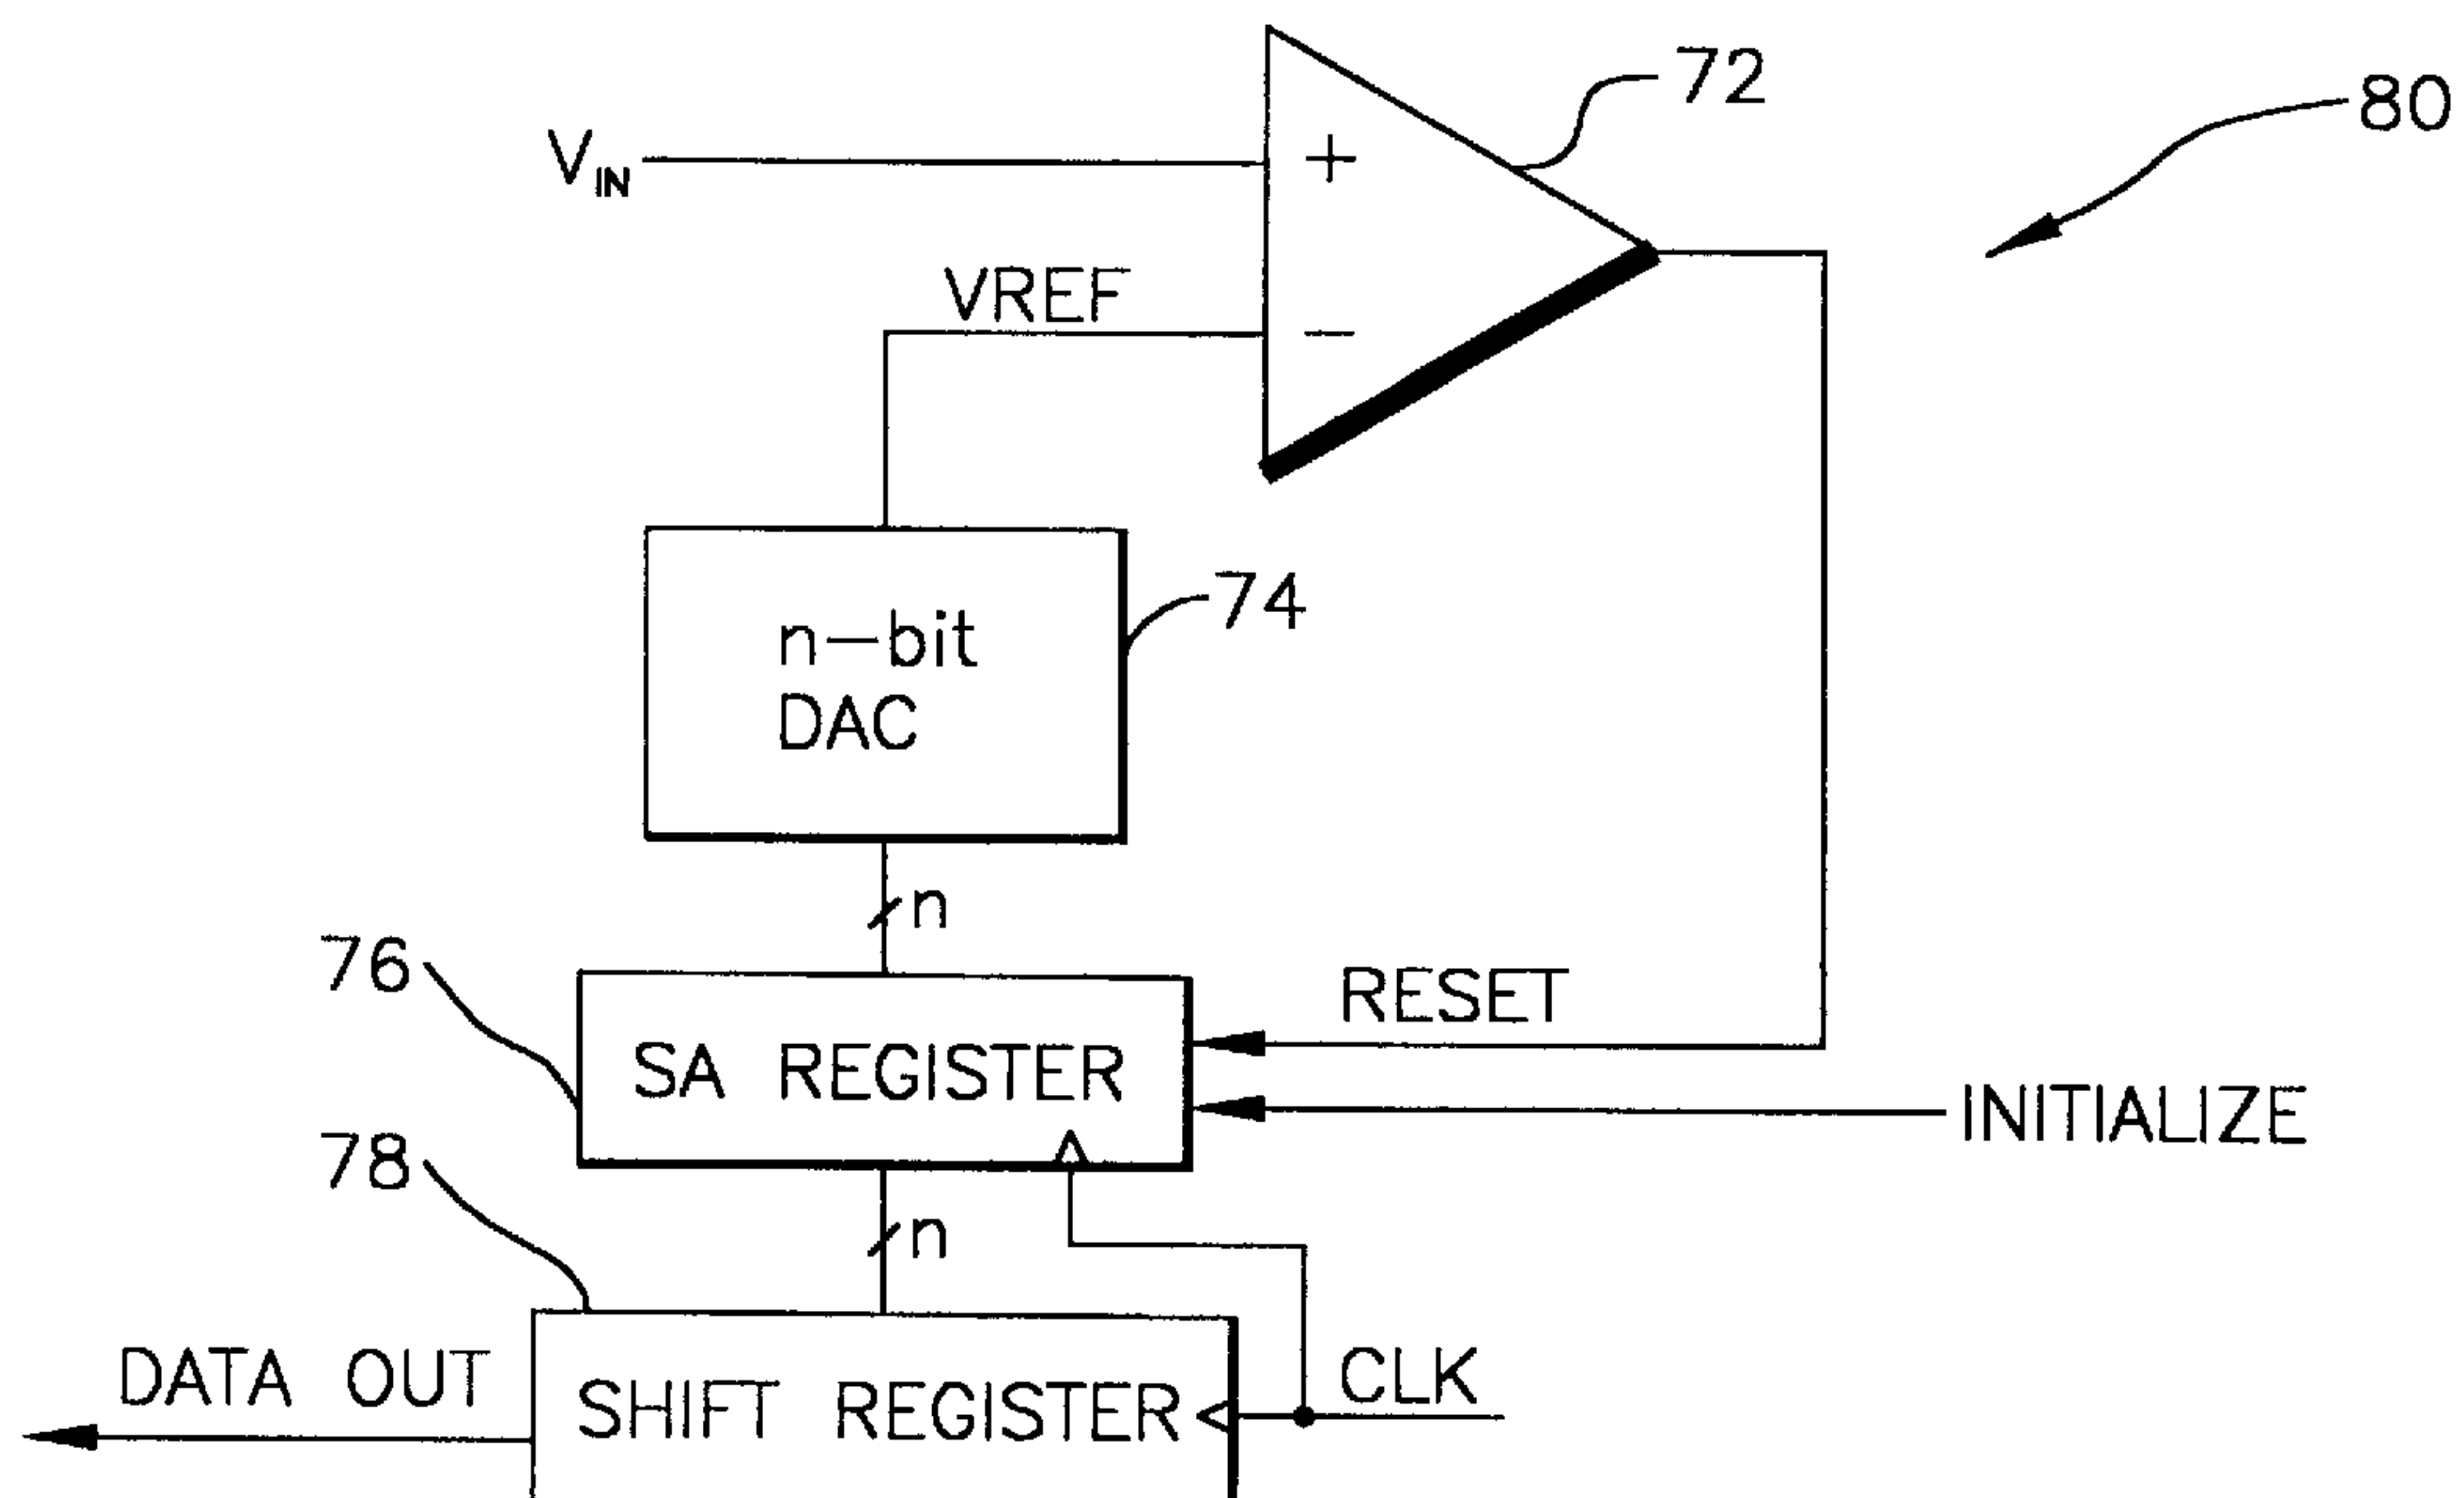 72
80
V_IN
+
VREF
−
74
n-bit
DAC
n
76
RESET
SA REGISTER
INITIALIZE
78
n
DATA OUT
CLK
SHIFT REGISTER